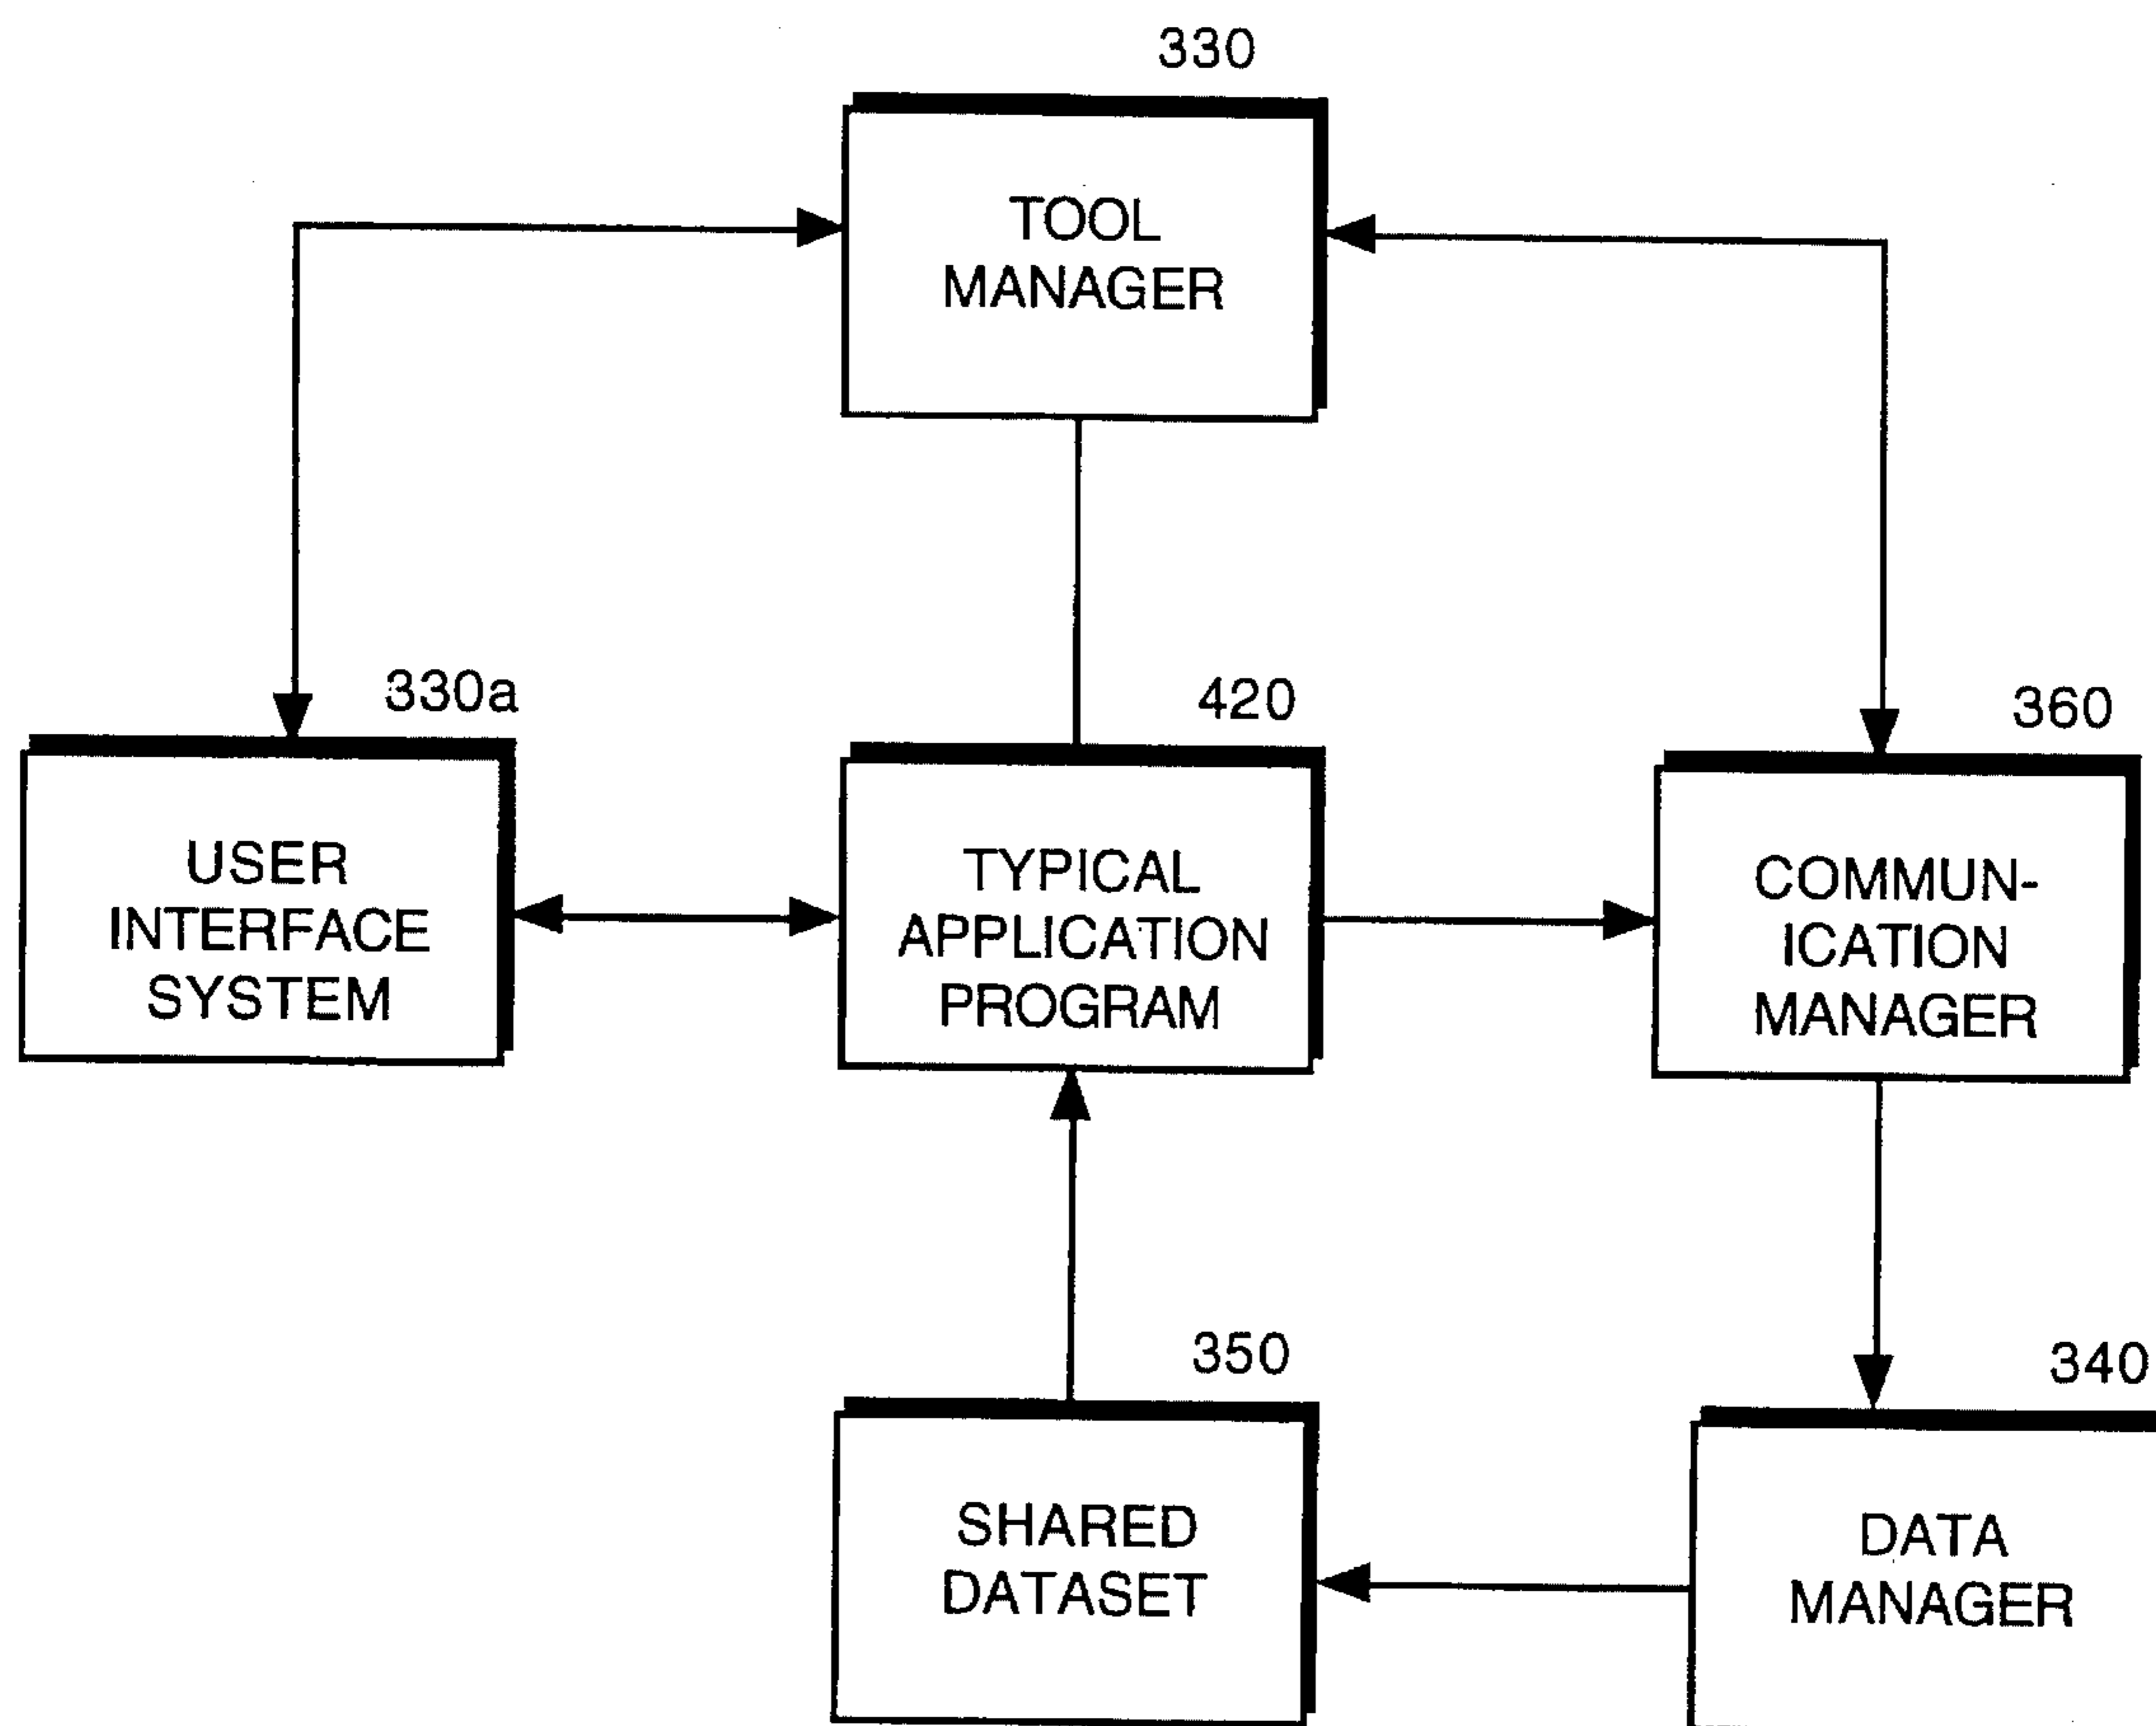 330
TOOL
MANAGER
330a
420
360
USER
INTERFACE
SYSTEM
TYPICAL
APPLICATION
PROGRAM
COMMUN-
ICATION
MANAGER
350
340
SHARED
DATASET
DATA
MANAGER